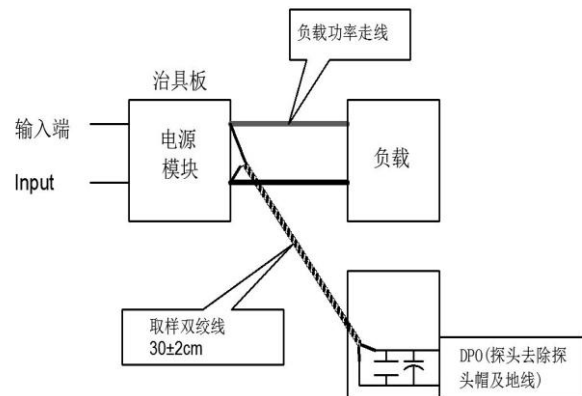 负载功率走线
治具板
输入端
电源
模块
负载
Input
取样双绞线
30±2cm
DPO(探头去除探
头帽及地线)